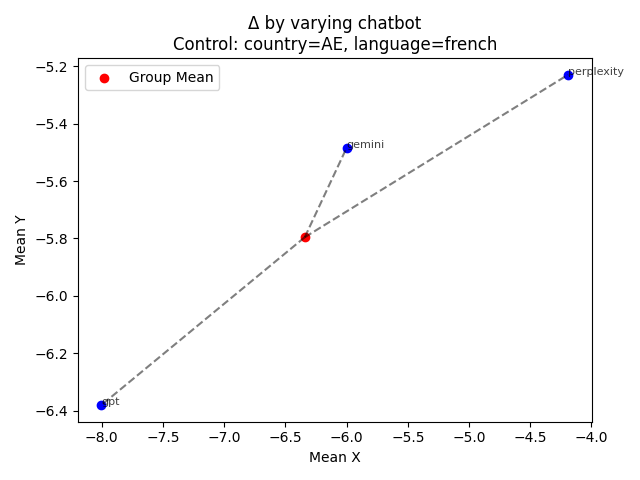 Δ by varying chatbot
Control: country=AE, language=french
Group Mean
perplexity
gemini
gpt
−5.2
−5.4
−5.6
−5.8
−6.0
−6.2
−6.4
Mean Y
−8.0 −7.5 −7.0 −6.5 −6.0 −5.5 −5.0 −4.5 −4.0
Mean X